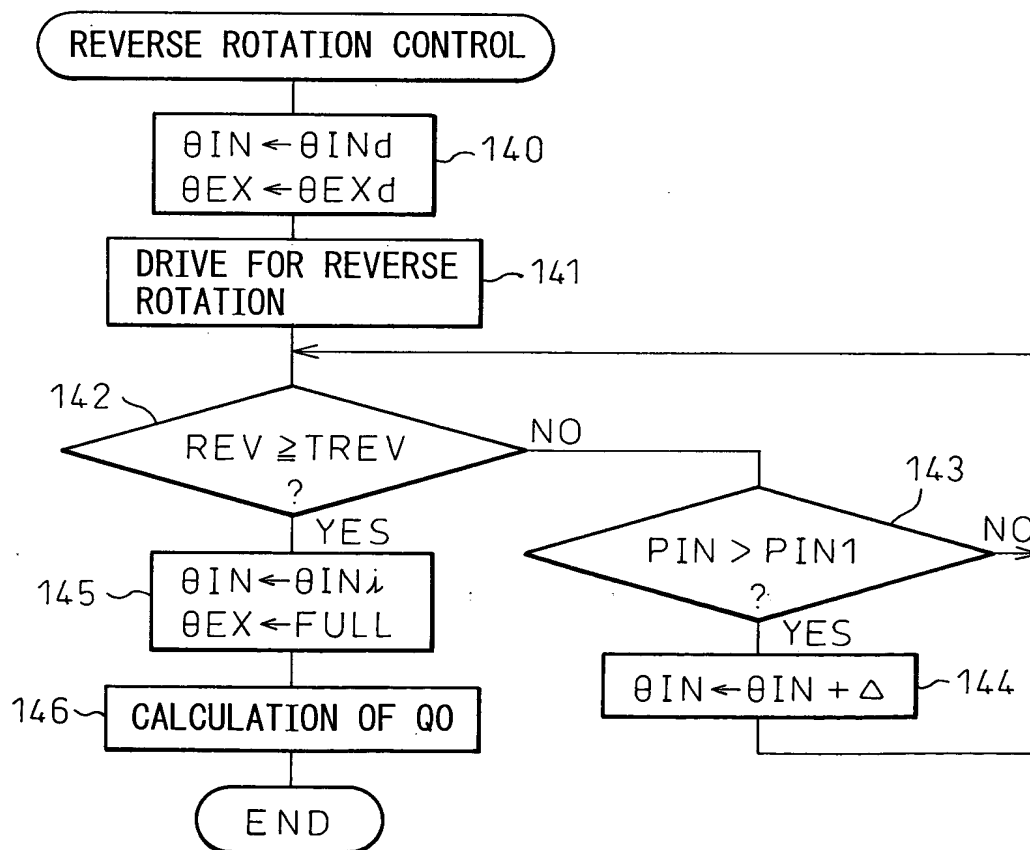 REVERSE ROTATION CONTROL
θIN ← θINd
θEX ← θEXd
140
DRIVE FOR REVERSE
ROTATION
141
142
REV ≧ TREV
?
NO
YES
143
PIN > PIN1
?
NO
YES
θIN ← θIN + Δ
144
145
θIN ← θINi
θEX ← FULL
146
CALCULATION OF Q0
END